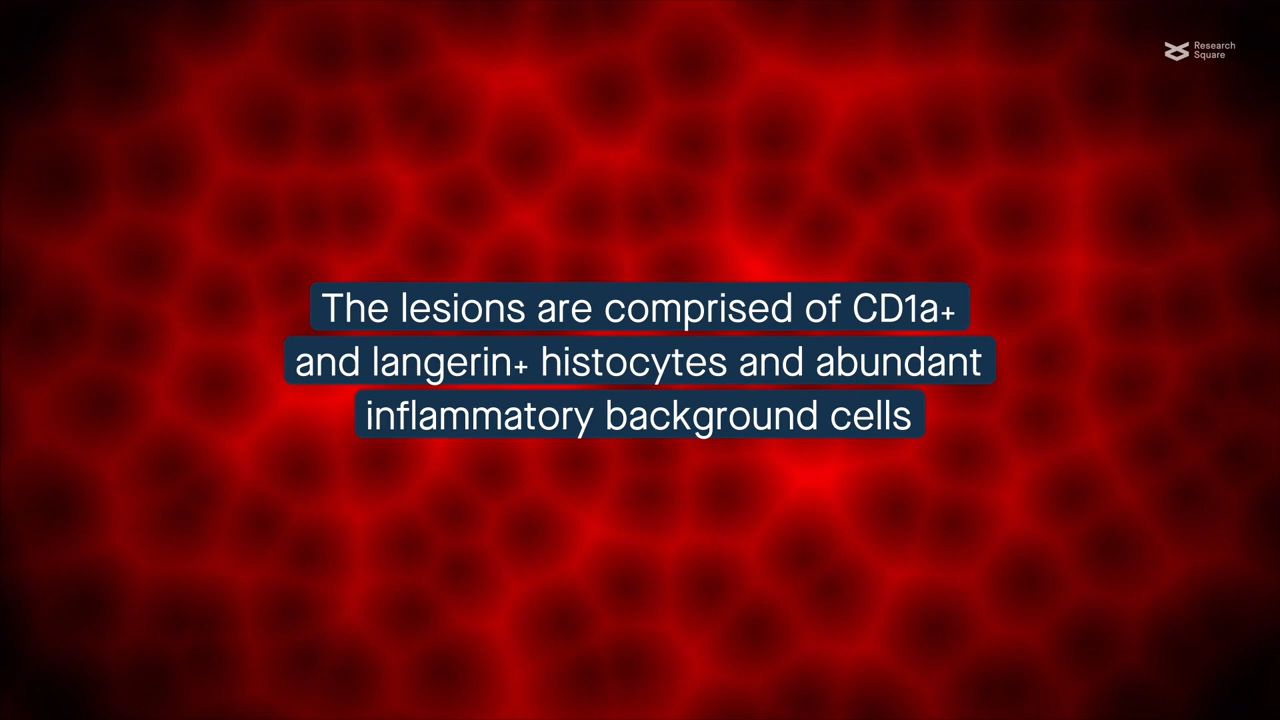 Research
Square
The lesions are comprised of CD1a+
and langerin+ histocytes and abundant
inflammatory background cells